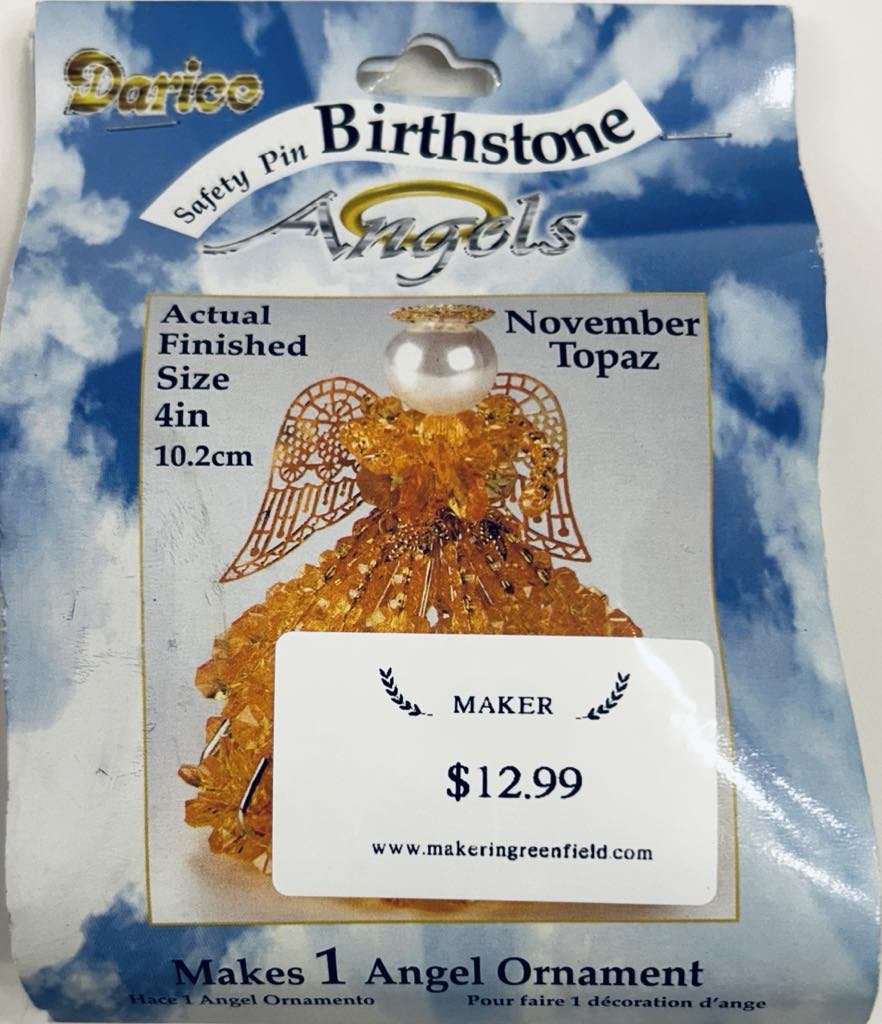 Darice
Safety Pin Birthstone
Angels
Actual
Finished
Size
4in
10.2cm
November
Topaz
MAKER
$12.99
www.makeringreenfield.com
Makes 1 Angel Ornament
Hace 1 Angel Ornamento
Pour faire 1 décoration d'ange